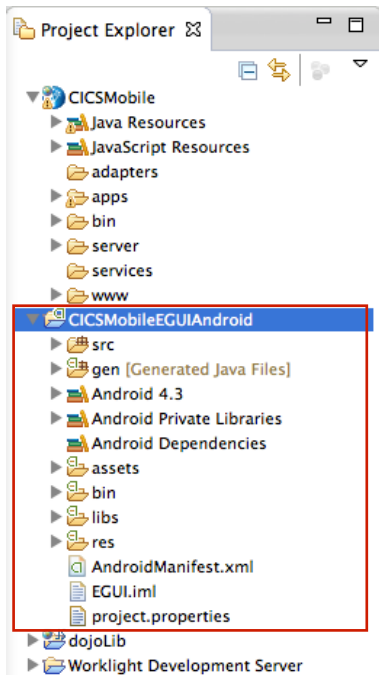 Project Explorer
CICSMobile
Java Resources
JavaScript Resources
adapters
apps
bin
server
services
www
CICSMobileEGUIAndroid
src
gen [Generated Java Files]
Android 4.3
Android Private Libraries
Android Dependencies
assets
bin
libs
res
AndroidManifest.xml
EGUI.iml
project.properties
dojoLib
Worklight Development Server